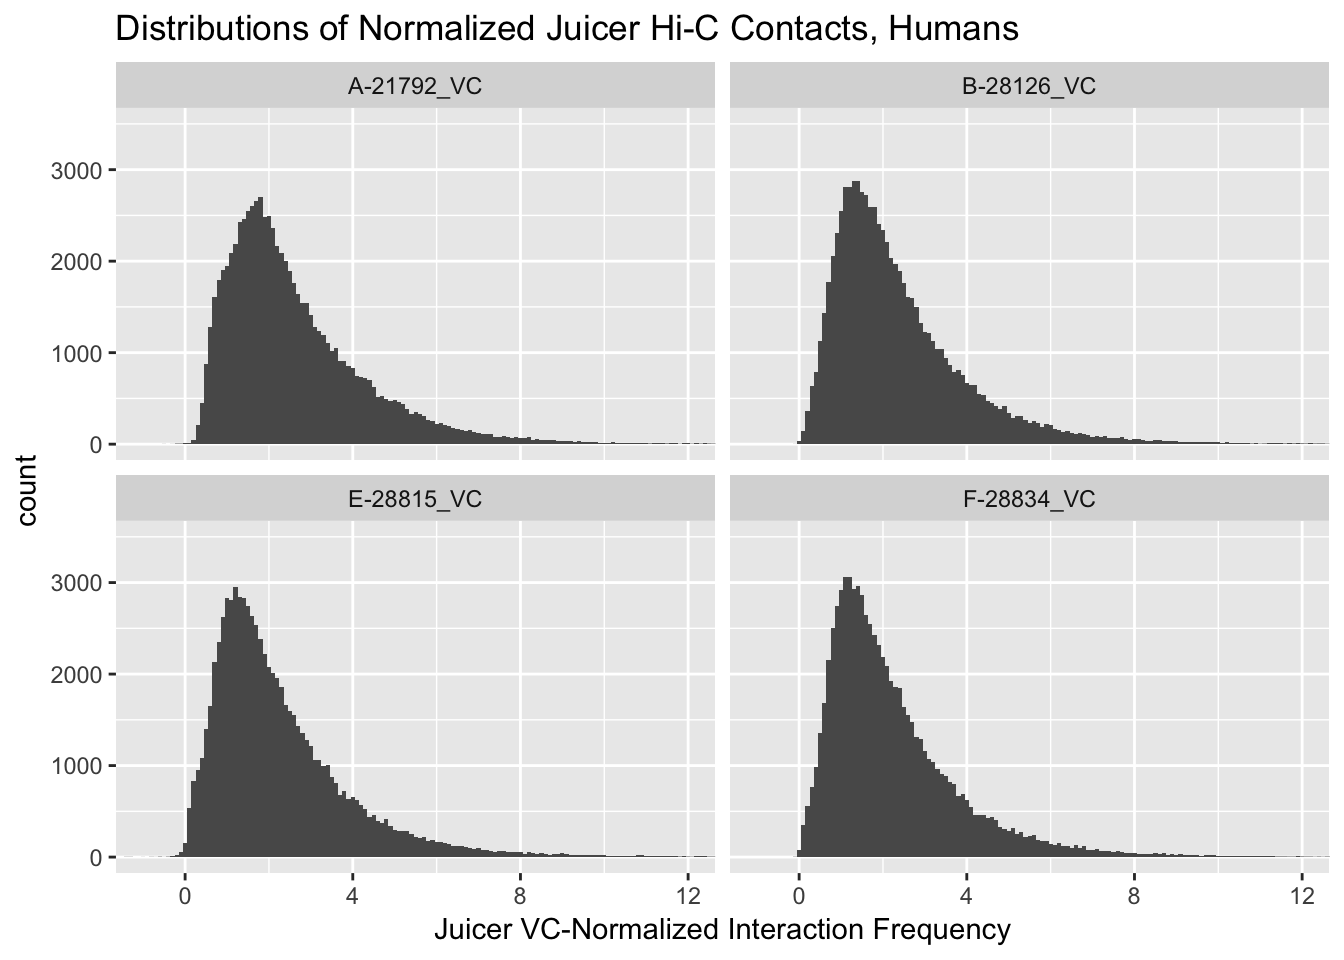 Distributions of Normalized Juicer Hi-C Contacts, Humans
A-21792_VC
B-28126_VC
3000
2000
1000
0
count
E-28815_VC
F-28834_VC
3000
2000
1000
0
0 4 8 12
0 4 8 12
Juicer VC-Normalized Interaction Frequency